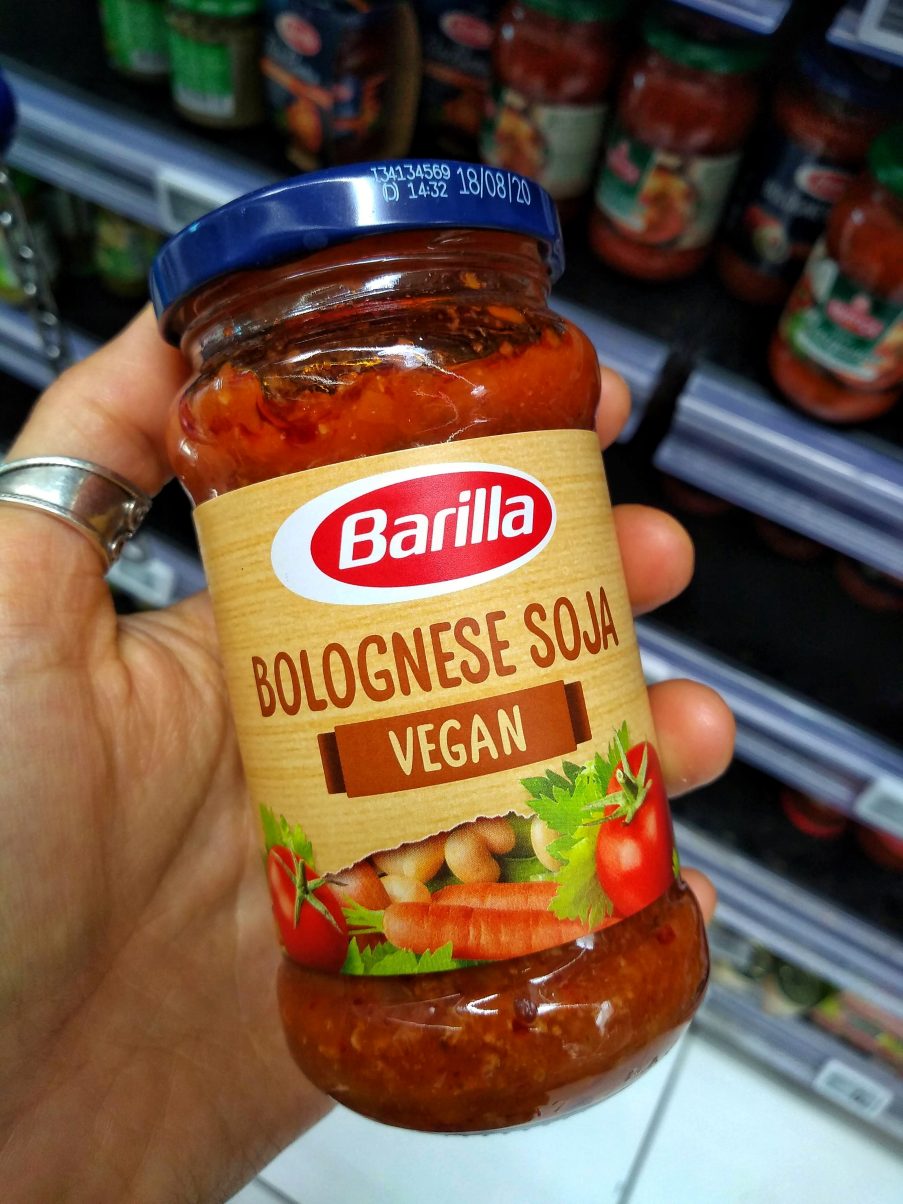 134134569 18/08/20
(D) 14:32
Barilla
BOLOGNESE SOJA
VEGAN